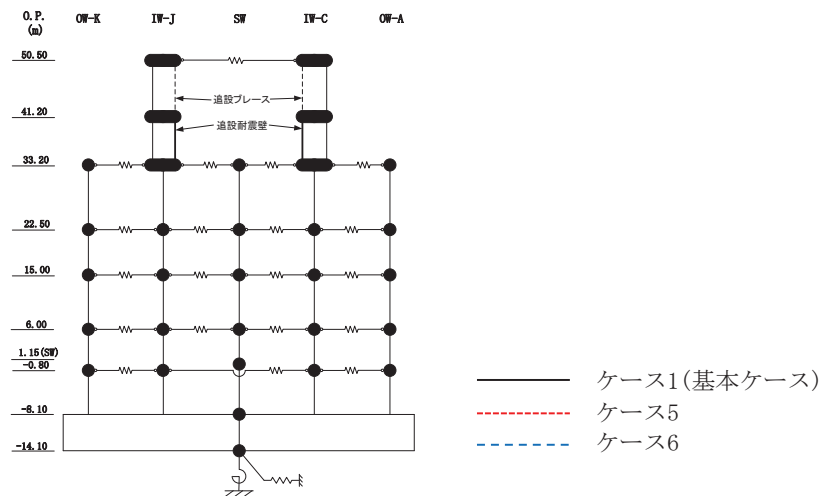 O.P.
(m)
OW-K IW-J SW IW-C OW-A
50.50
追設ブレース
41.20
追設耐震壁
33.20
22.50
15.00
6.00
1.15(SW)
-0.80
-8.10
-14.10
ケース1(基本ケース)
ケース5
ケース6